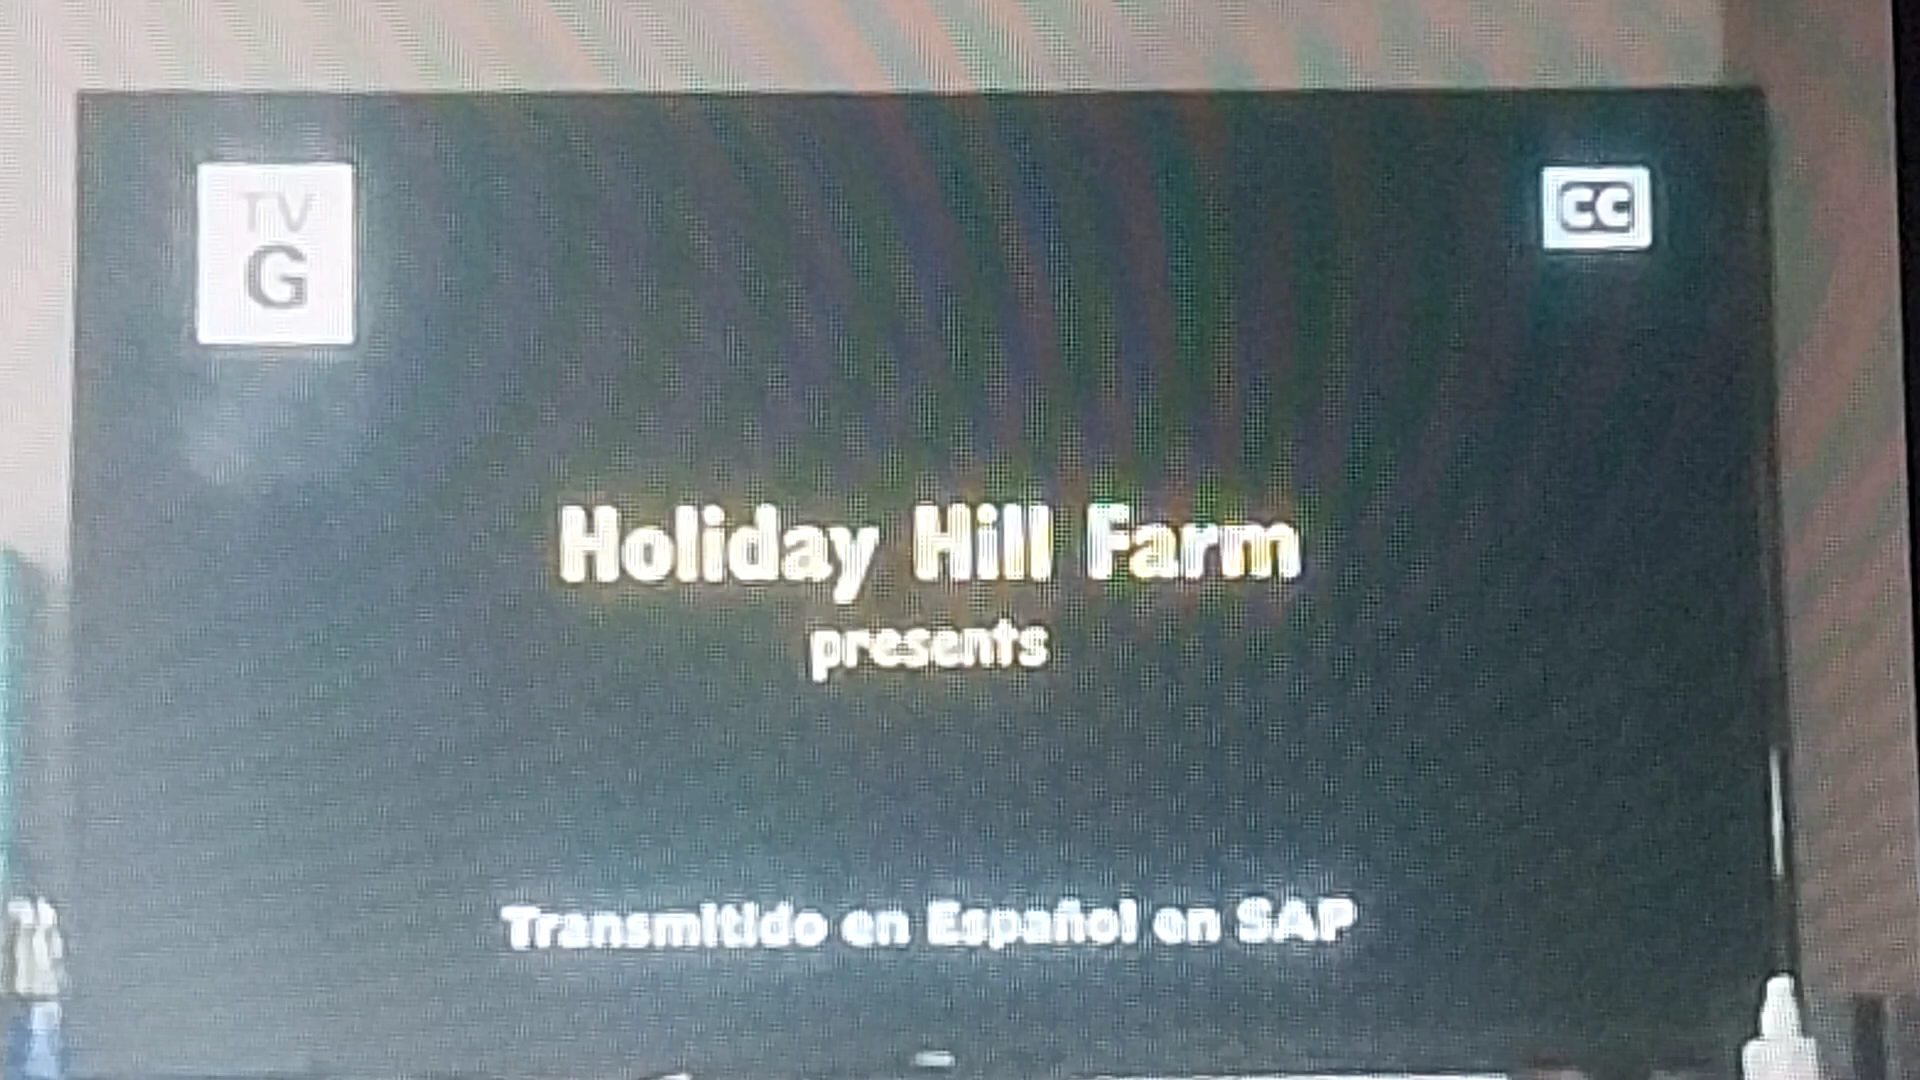 TV
G
CC
Holiday Hill Farm
presents
Transmitido en Español en SAP